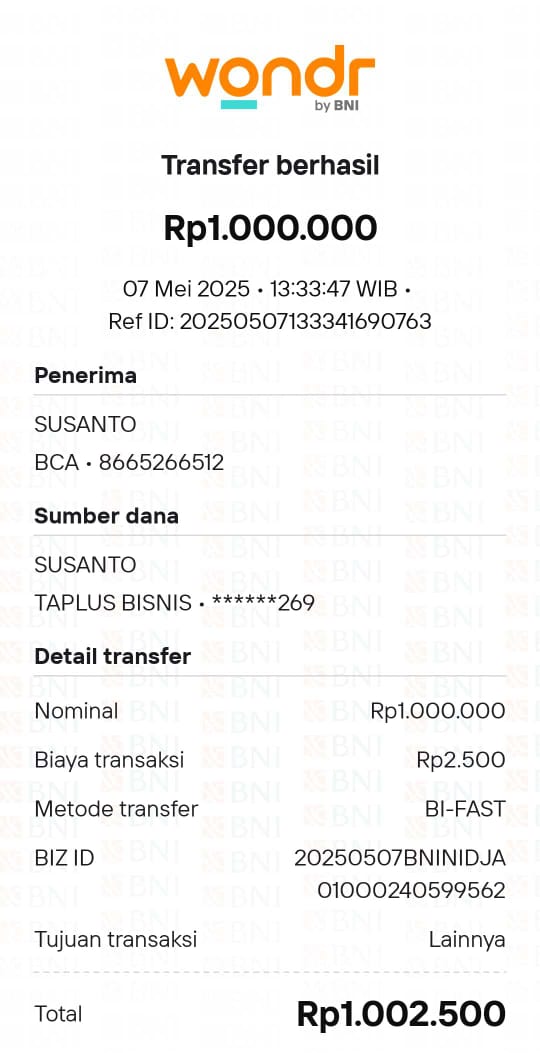 wondr
by BNI
Transfer berhasil
Rp1.000.000
07 Mei 2025 • 13:33:47 WIB •
Ref ID: 20250507133341690763
Penerima
SUSANTO
BCA • 8665266512
Sumber dana
SUSANTO
TAPLUS BISNIS • ******269
Detail transfer
Nominal Rp1.000.000
Biaya transaksi Rp2.500
Metode transfer BI-FAST
BIZ ID 20250507BNINIDJA
01000240599562
Tujuan transaksi Lainnya
Total Rp1.002.500